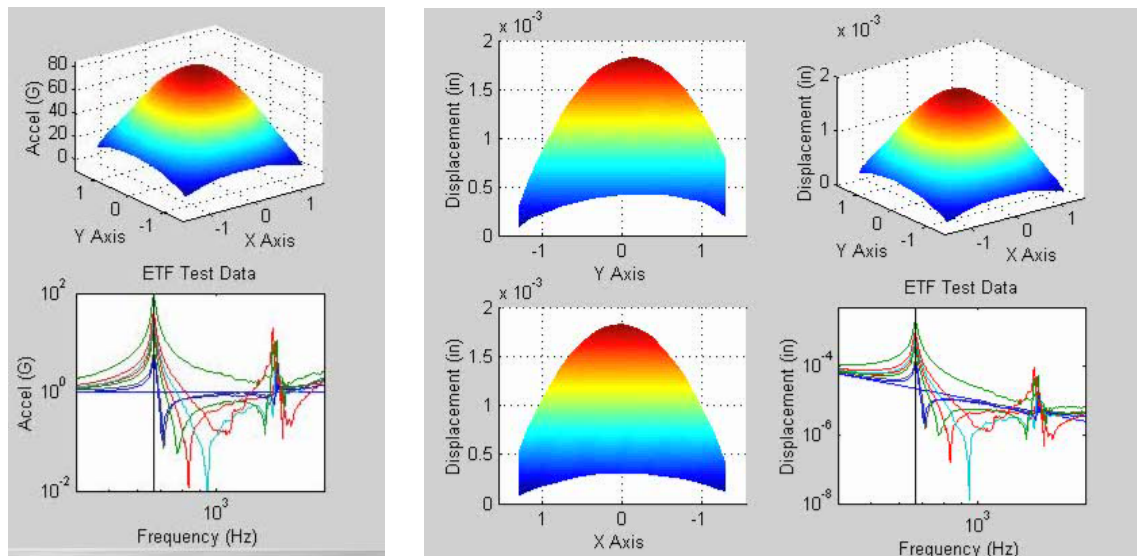 80
60
40
20
0
Accel (G)
1
0
-1
Y Axis
-1
0
1
X Axis
ETF Test Data
10^2
10^0
10^-2
Accel (G)
10^3
Frequency (Hz)
x 10^-3
2
1.5
1
0.5
0
Displacement (in)
-1
0
1
Y Axis
x 10^-3
2
1
0
Displacement (in)
1
0
-1
Y Axis
-1
0
1
X Axis
x 10^-3
2
1.5
1
0.5
0
Displacement (in)
1
0
-1
X Axis
ETF Test Data
10^-4
10^-6
10^-8
Displacement (in)
10^3
Frequency (Hz)